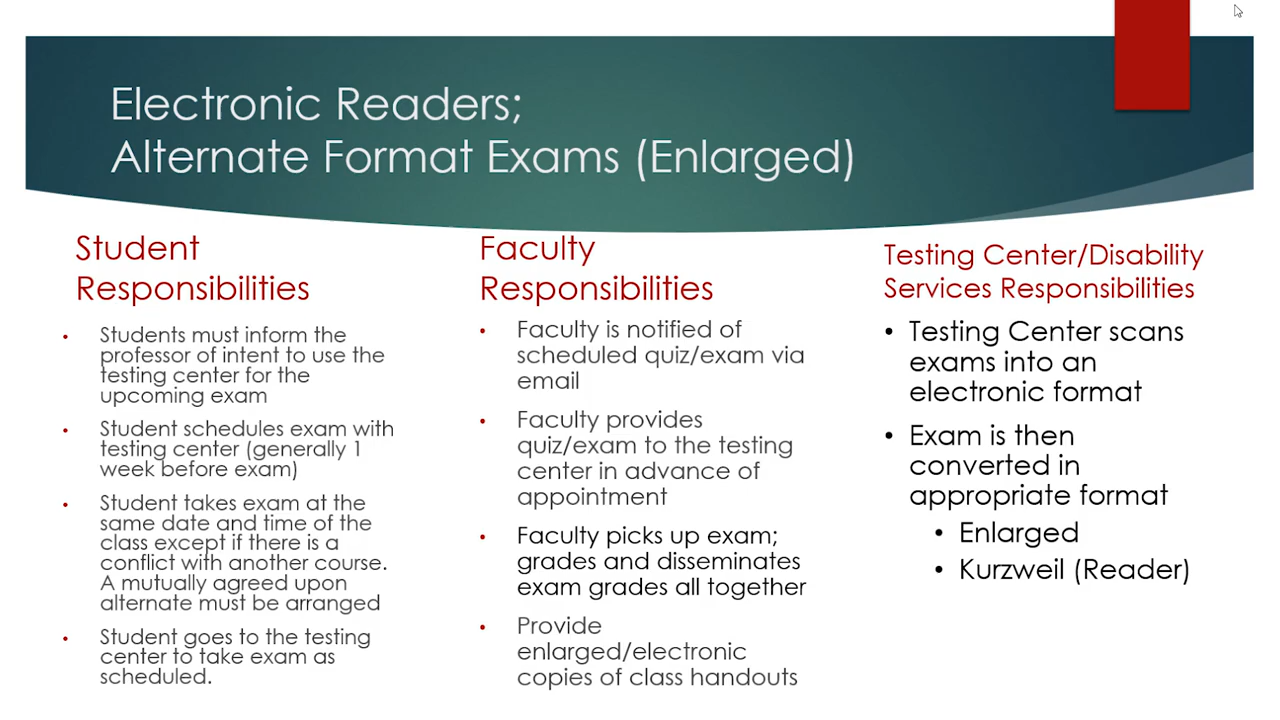 Electronic Readers;
Alternate Format Exams (Enlarged)
Student
Responsibilities
• Students must inform the
professor of intent to use the
testing center for the
upcoming exam
• Student schedules exam with
testing center (generally 1
week before exam)
• Student takes exam at the
same date and time of the
class except if there is a
conflict with another course.
A mutually agreed upon
alternate must be arranged
• Student goes to the testing
center to take exam as
scheduled.
Faculty
Responsibilities
• Faculty is notified of
scheduled quiz/exam via
email
• Faculty provides
quiz/exam to the testing
center in advance of
appointment
• Faculty picks up exam;
grades and disseminates
exam grades all together
• Provide
enlarged/electronic
copies of class handouts
Testing Center/Disability
Services Responsibilities
• Testing Center scans
exams into an
electronic format
• Exam is then
converted in
appropriate format
• Enlarged
• Kurzweil (Reader)